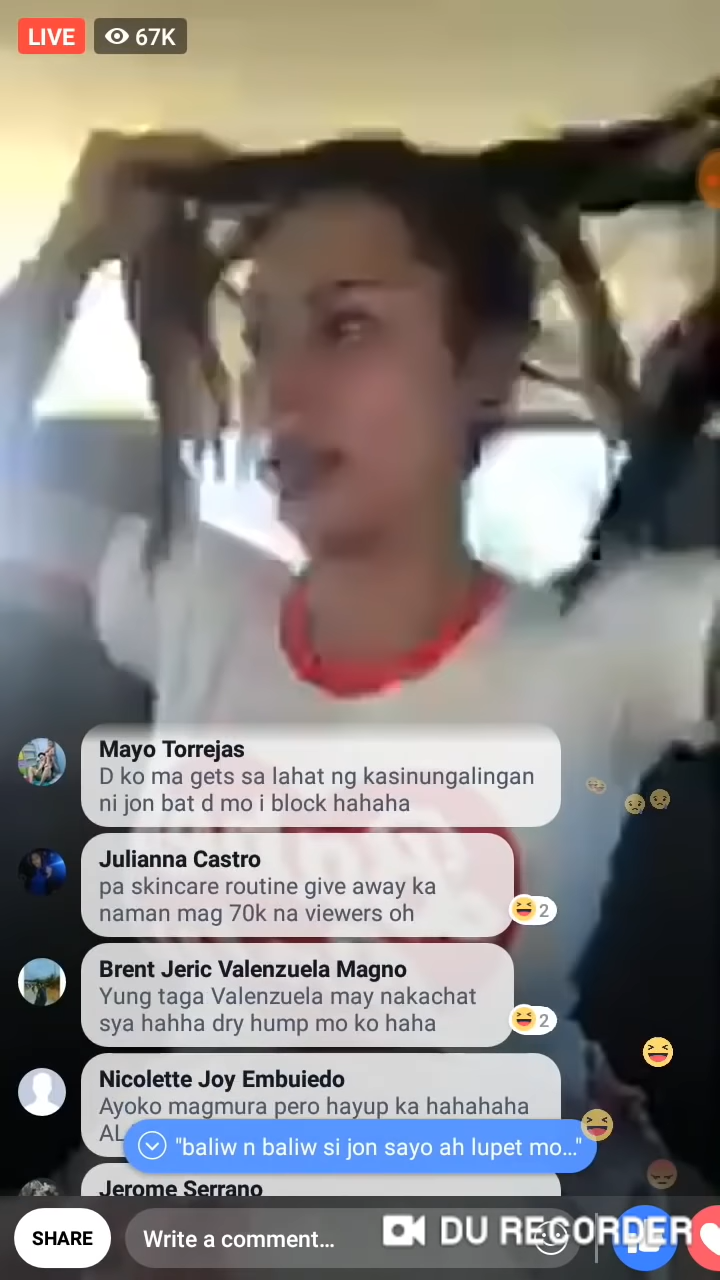 LIVE 67K
Mayo Torrejas
D ko ma gets sa lahat ng kasinungalingan
ni jon bat d mo i block hahaha
Julianna Castro
pa skincare routine give away ka
naman mag 70k na viewers oh
2
Brent Jeric Valenzuela Magno
Yung taga Valenzuela may nakachat
sya hahha dry hump mo ko haha
2
Nicolette Joy Embuiedo
Ayoko magmura pero hayup ka hahahaha
"baliw n baliw si jon sayo ah lupet mo..."
Jerome Serrano
SHARE
Write a comment...
DU RECORDER